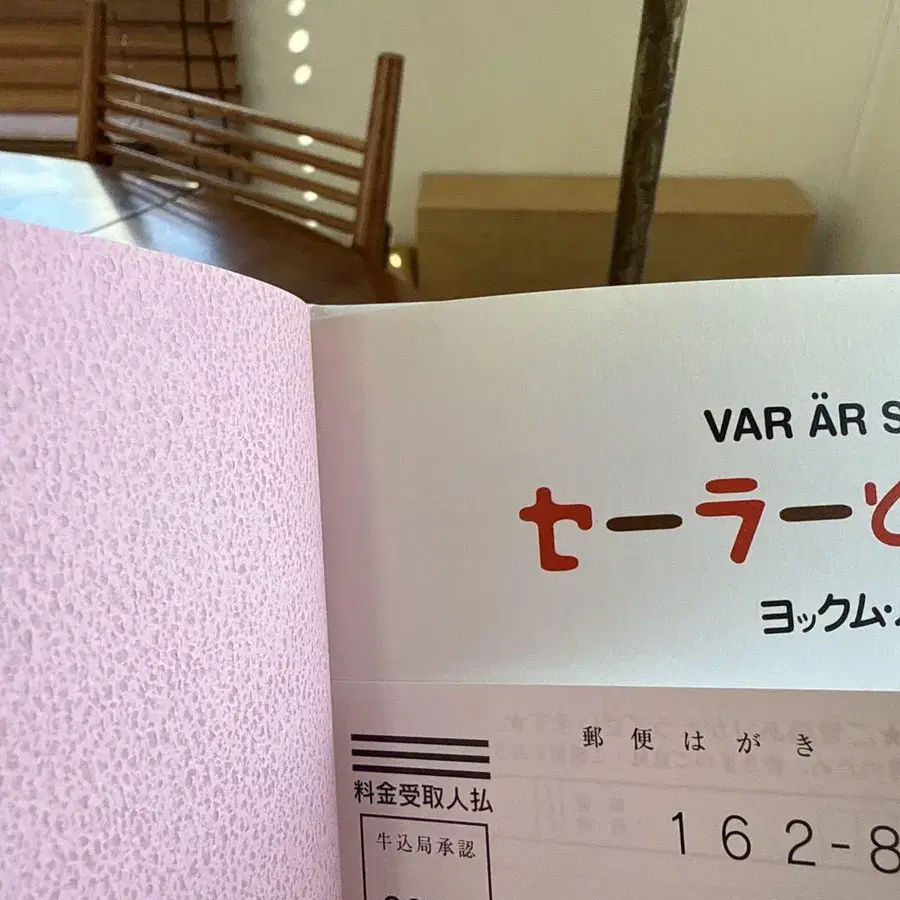 VAR ÄR S
セーラーと
ヨックム・
郵便はがき
料金受取人払
牛込局承認
162-8